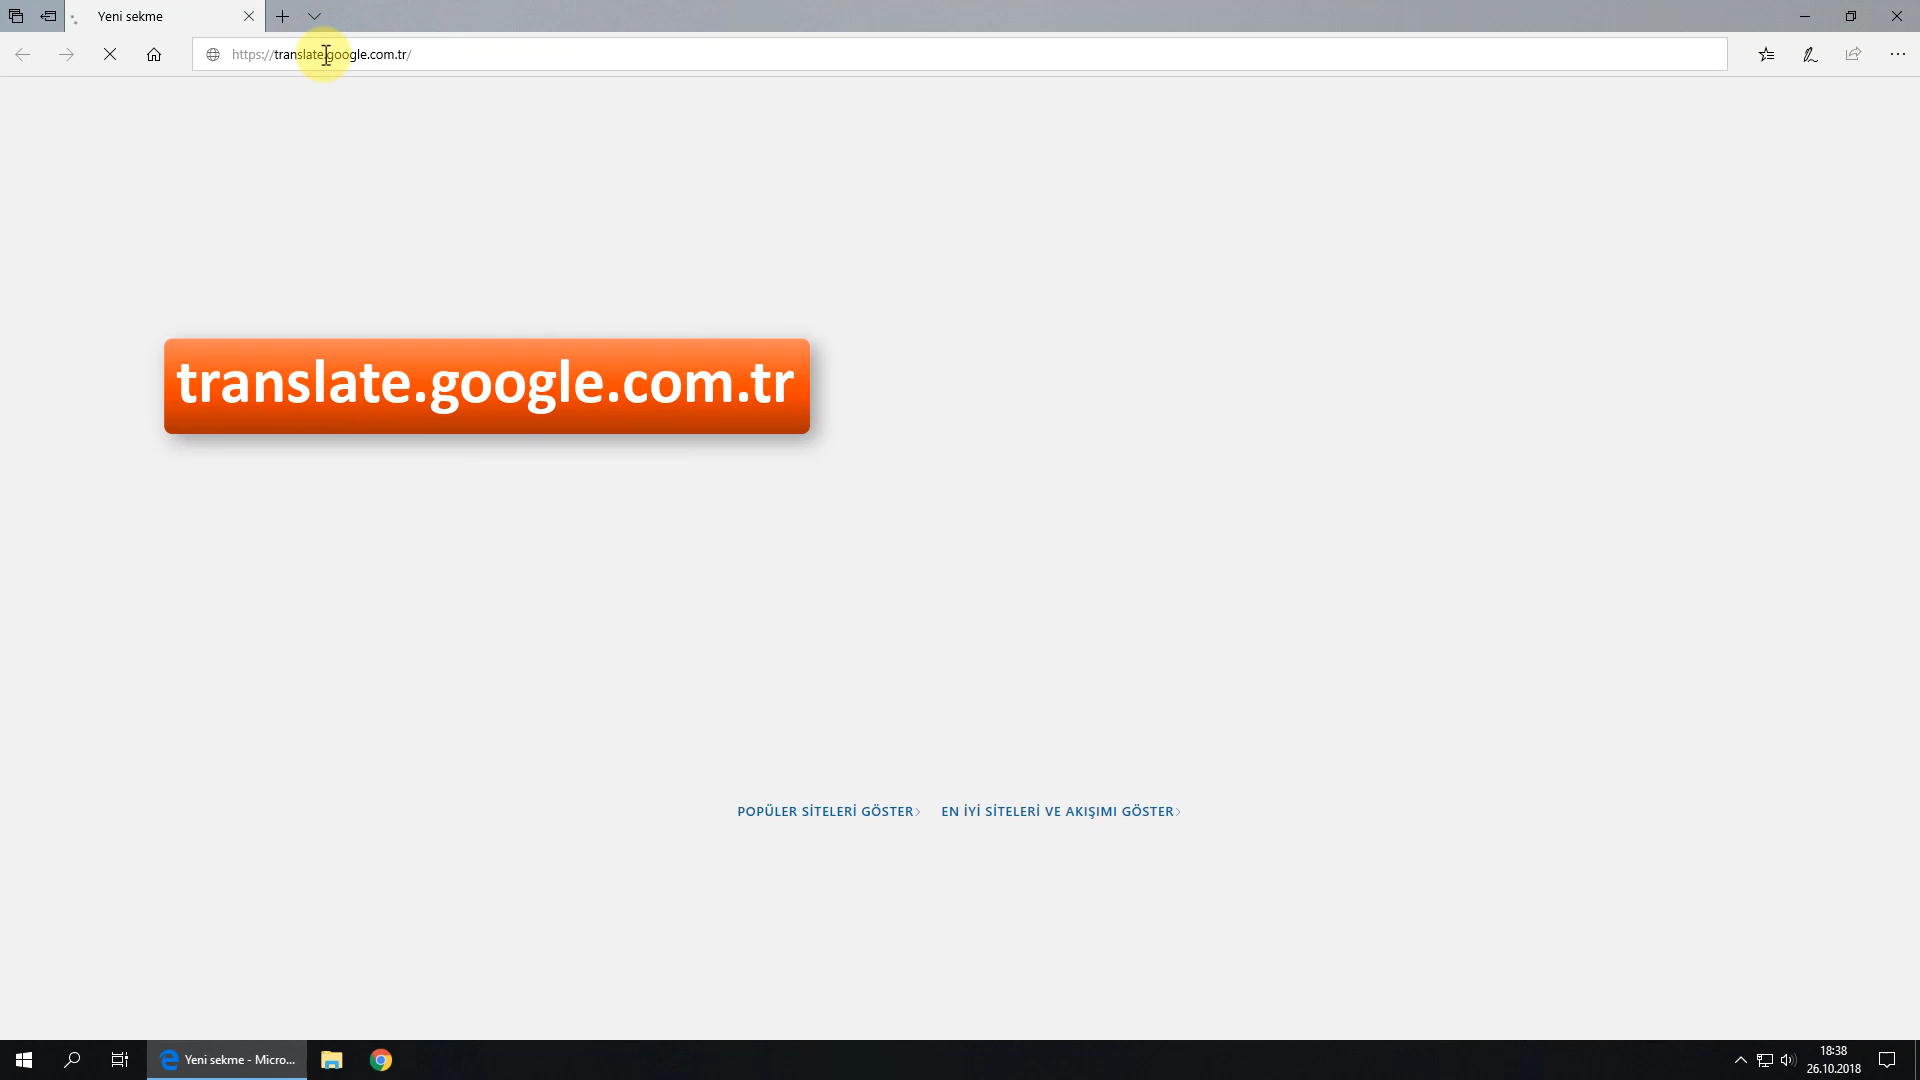 Yeni sekme
https://translate.google.com.tr/
translate.google.com.tr
POPÜLER SİTELERİ GÖSTER
EN İYİ SİTELERİ VE AKIŞIMI GÖSTER
Yeni sekme - Micro...
18:38
26.10.2018